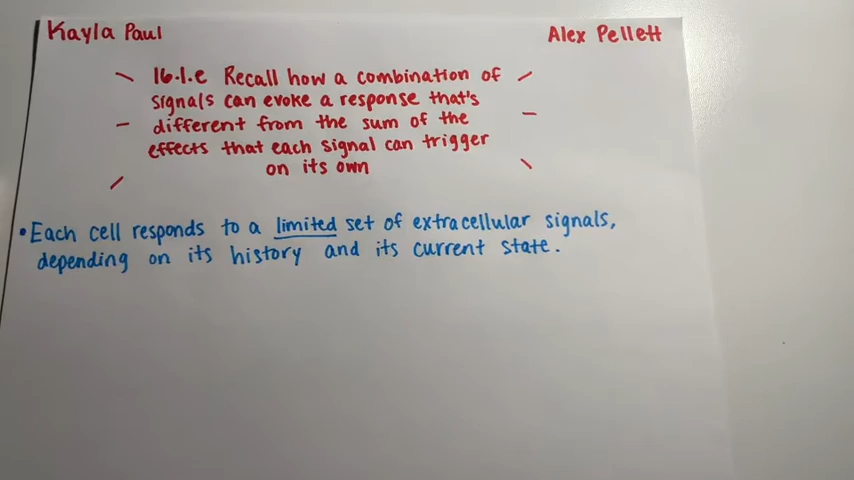 Kayla Paul
Alex Pellett
16.1.e Recall how a combination of
signals can evoke a response that's
different from the sum of the
effects that each signal can trigger
on its own
• Each cell responds to a limited set of extracellular signals,
depending on its history and its current state.